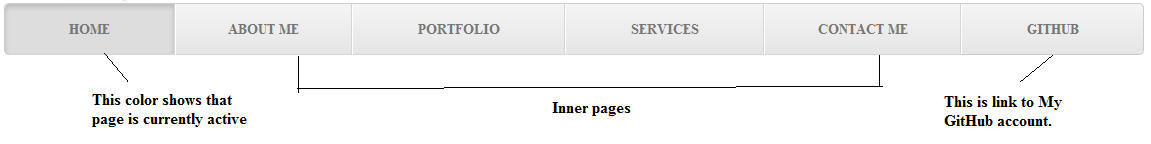 HOME ABOUT ME PORTFOLIO SERVICES CONTACT ME GITHUB
This color shows that
page is currently active
Inner pages
This is link to My
GitHub account.